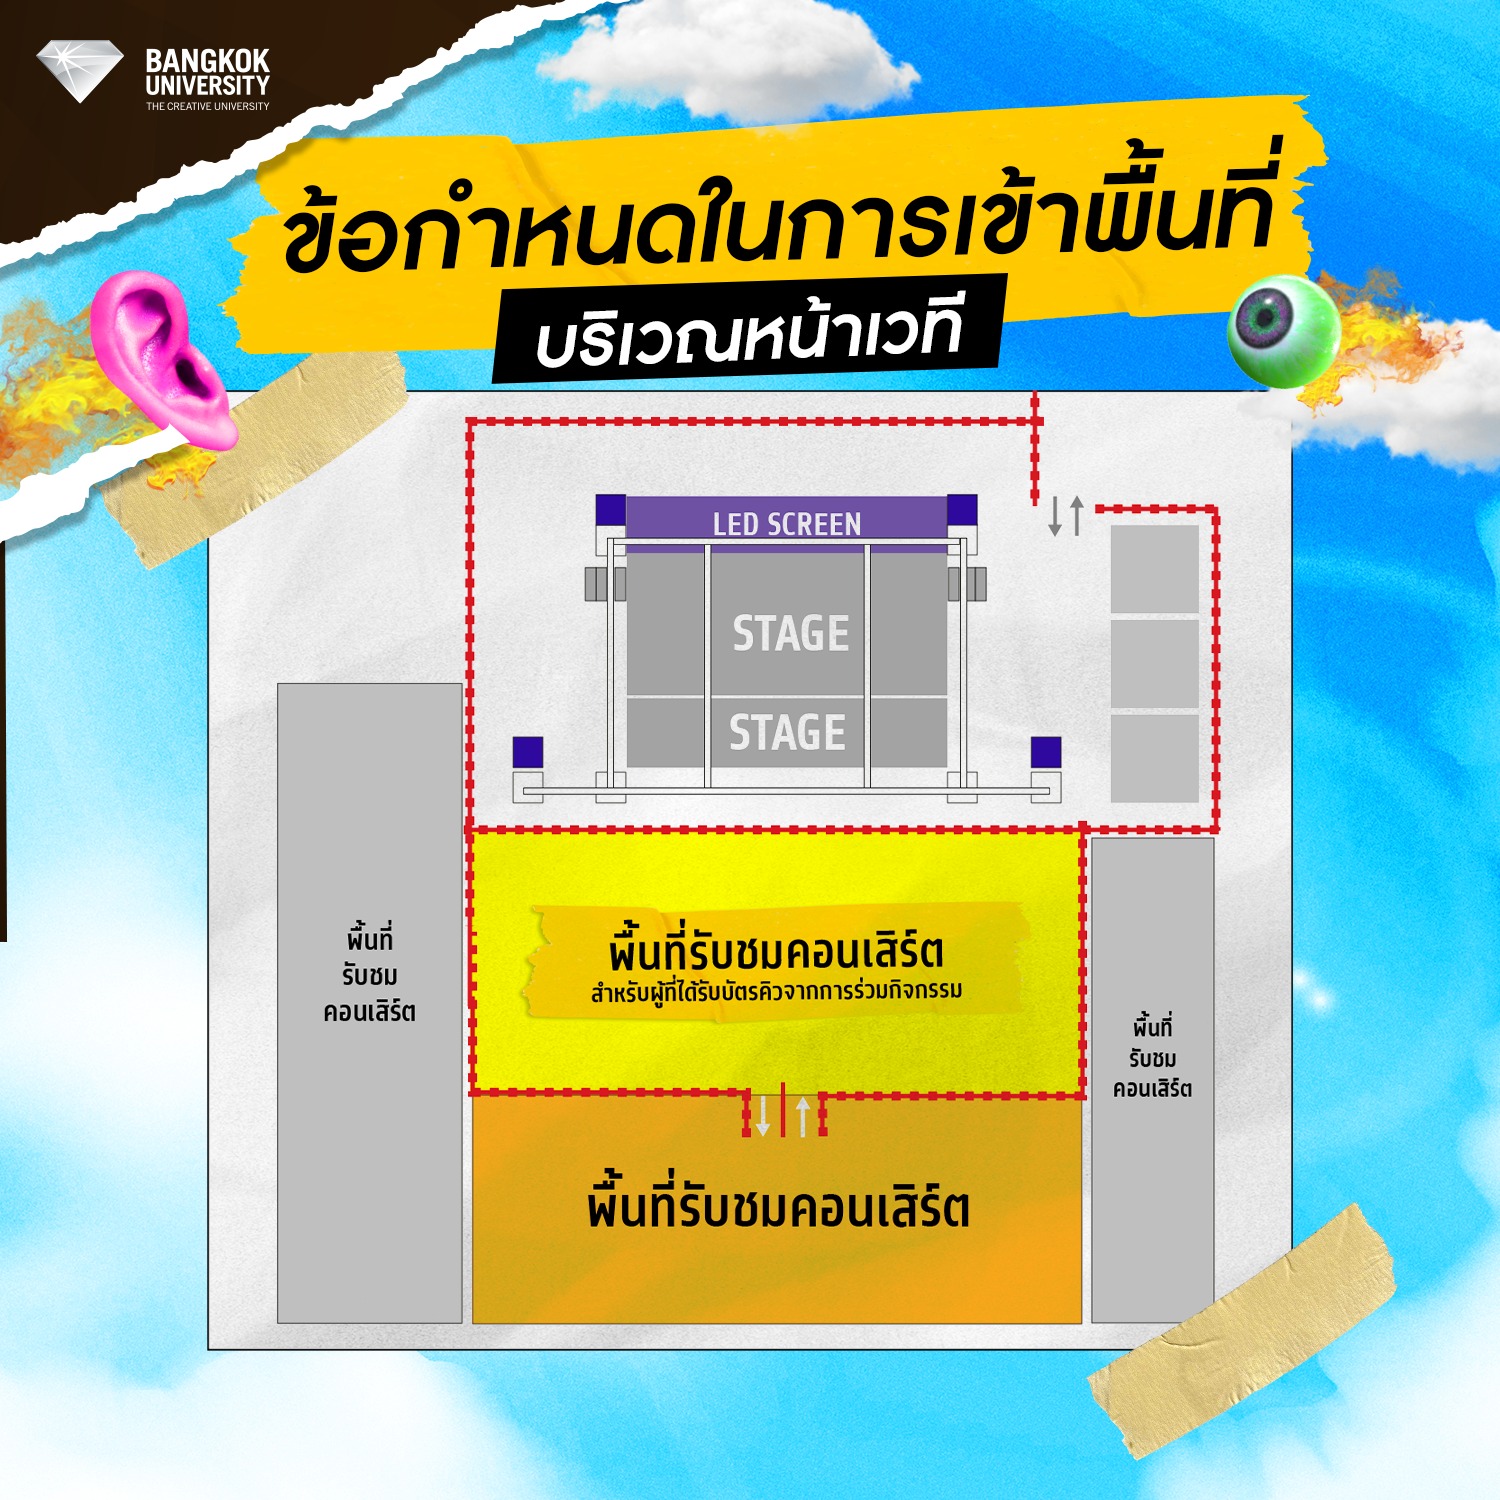 BANGKOK
UNIVERSITY
THE CREATIVE UNIVERSITY
ข้อกำหนดในการเข้าพื้นที่
บริเวณหน้าเวที
LED SCREEN
STAGE
STAGE
พื้นที่
รับชม
คอนเสิร์ต
พื้นที่รับชมคอนเสิร์ต
สำหรับผู้ที่ได้รับบัตรคิวจากการร่วมกิจกรรม
พื้นที่
รับชม
คอนเสิร์ต
พื้นที่รับชมคอนเสิร์ต